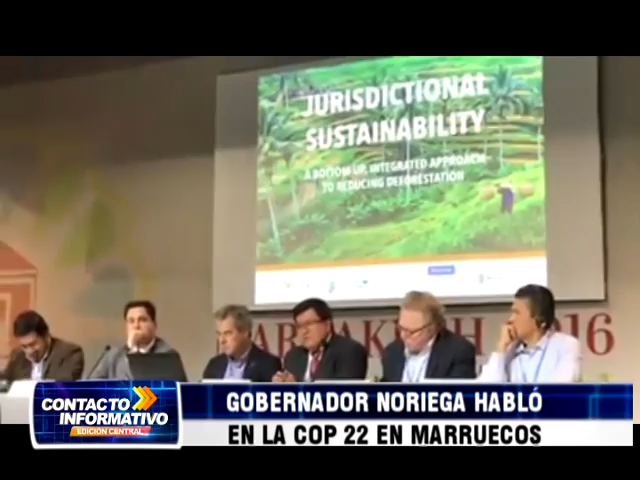 JURISDICTIONAL
SUSTAINABILITY
A BOTTOM UP, INTEGRATED APPROACH
TO REDUCING DEFORESTATION
2016
CONTACTO
INFORMATIVO
EDICION CENTRAL
GOBERNADOR NORIEGA HABLÓ
EN LA COP 22 EN MARRUECOS